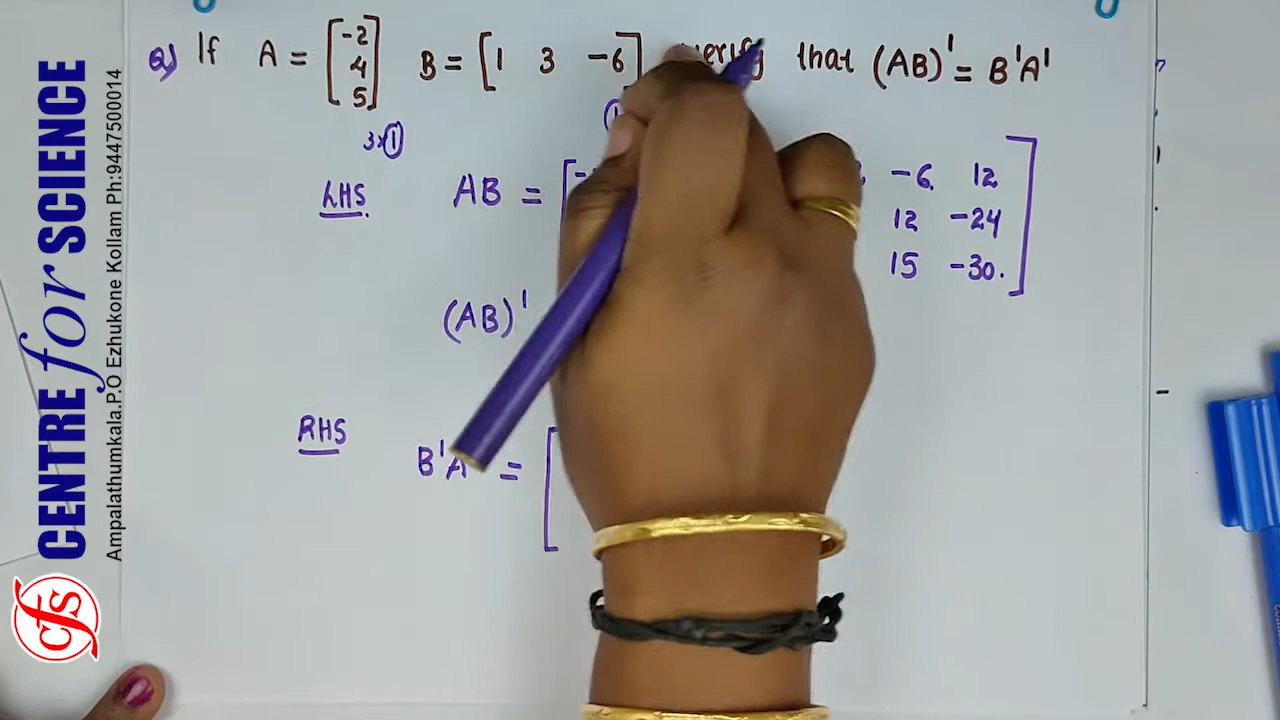 Q) If A = [-2 4 5] B = [1 3 -6] verify that (AB)' = B'A'
3×1
LHS AB = [ -6 12
12 -24
15 -30.]
(AB)'
RHS B'A' = [
CENTRE for SCIENCE
Ampalathumkala.P.O Ezhukone Kollam Ph:9447500014
cfs